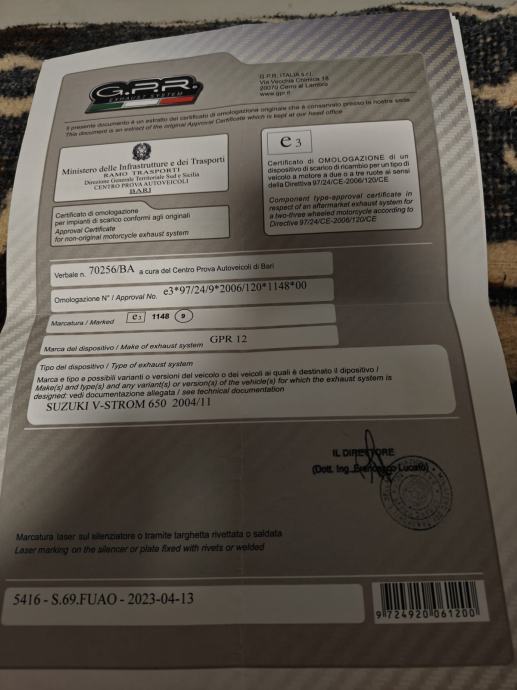 G.P.R.
EXHAUST SYSTEM
G.P.R. ITALIA s.r.l.
Via Vecchia Chimica 18
20070 Cerro al Lambro
www.gpr.it
Il presente documento è un estratto del certificato di omologazione originale che è conservato presso la nostra sede
This document is an extract of the original Approval Certificate which is kept at our head office
Ministero delle Infrastrutture e dei Trasporti
RAMO TRASPORTI
Direzione Generale Territoriale Sud e Sicilia
CENTRO PROVA AUTOVEICOLI
BARI
e 3
Certificato di OMOLOGAZIONE di un
dispositivo di scarico di ricambio per un tipo di
veicolo a motore a due o a tre ruote ai sensi
della Direttiva 97/24/CE-2006/120/CE
Component type-approval certificate in
respect of an aftermarket exhaust system for
a two-three wheeled motorcycle according to
Directive 97/24/CE-2006/120/CE
Certificato di omologazione
per impianti di scarico conformi agli originali
Approval Certificate
for non-original motorcycle exhaust system
Verbale n. 70256/BA a cura del Centro Prova Autoveicoli di Bari
Omologazione N° / Approval No. e3*97/24/9*2006/120*1148*00
Marcatura / Marked e3 1148 9
Marca del dispositivo / Make of exhaust system GPR 12
Tipo del dispositivo / Type of exhaust system
Marca e tipo e possibili varianti o versioni del veicolo o dei veicoli ai quali è destinato il dipositivo /
Make(s) and type(s) and any variant(s) or version(s) of the vehicle(s) for which the exhaust system is
designed: vedi documentazione allegata / see technical documentation
SUZUKI V-STROM 650 2004/11
IL DIRETTORE
(Dott. Ing. Francesco Lucato)
Marcatura laser sul silenziatore o tramite targhetta rivettata o saldata
Laser marking on the silencer or plate fixed with rivets or welded
5416 - S.69.FUAO - 2023-04-13
9 724920 061200